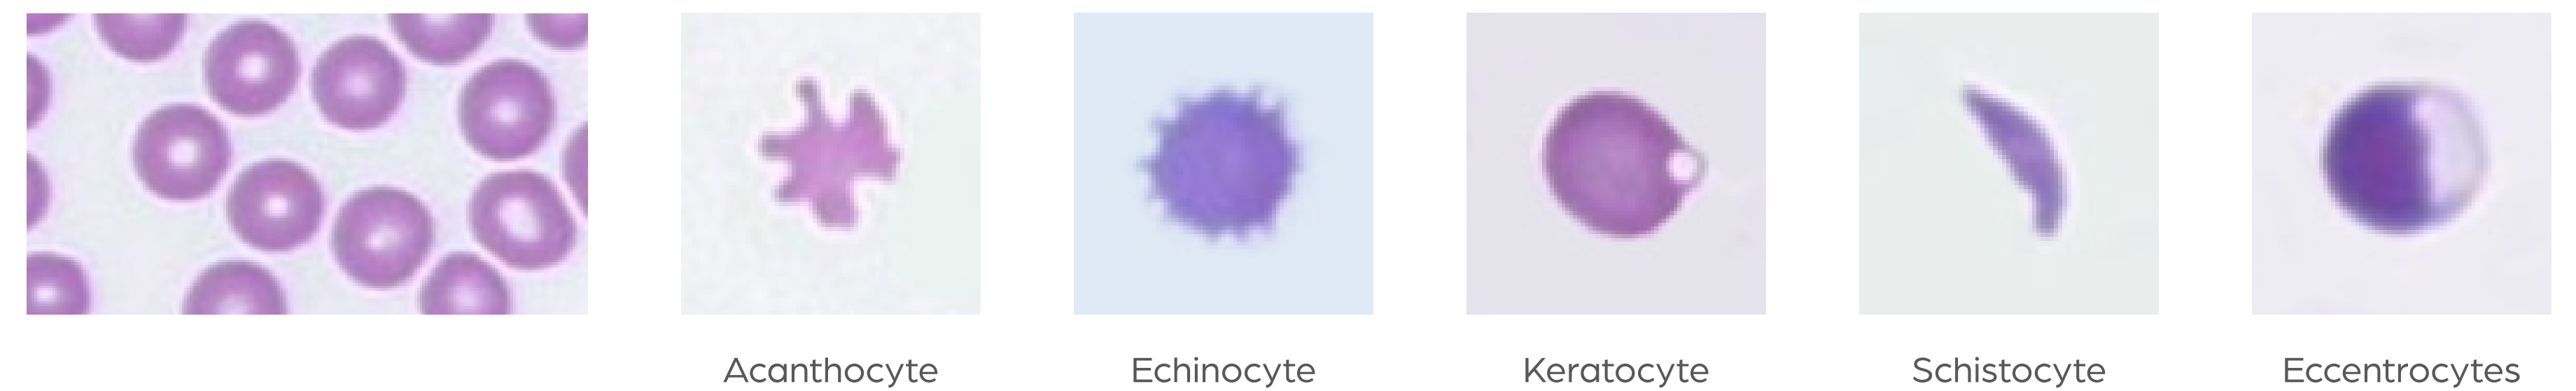 Acanthocyte
Echinocyte
Keratocyte
Schistocyte
Eccentrocytes